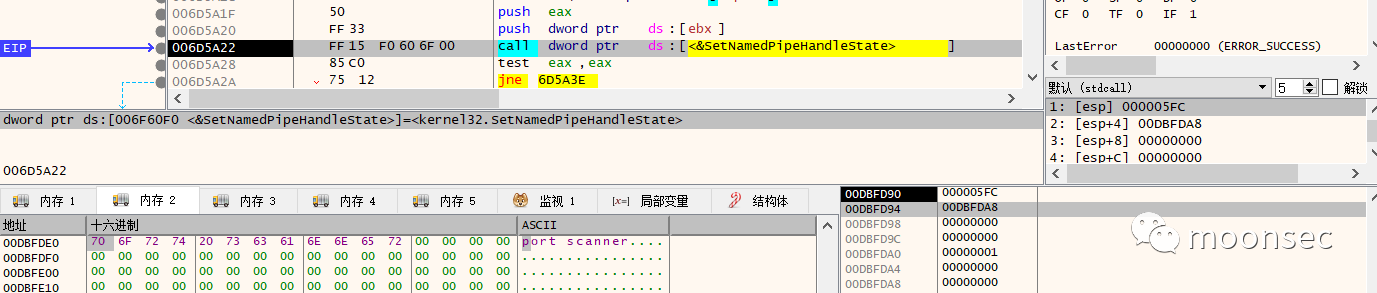 006D5A1F 50 push eax
006D5A20 FF 33 push dword ptr ds:[ebx]
CF 0 TF 0 IF 1
EIP 006D5A22 FF 15 F0 60 6F 00 call dword ptr ds:[<&SetNamedPipeHandleState>]
006D5A28 85 C0 test eax,eax
006D5A2A 75 12 jne 6D5A3E
LastError 00000000 (ERROR_SUCCESS)
默认 (stdcall) 5 解锁
dword ptr ds:[006F60F0 <&SetNamedPipeHandleState>]=<kernel32.SetNamedPipeHandleState>
1: [esp] 000005FC
2: [esp+4] 00DBFDA8
3: [esp+8] 00000000
4: [esp+C] 00000000
006D5A22
内存 1 内存 2 内存 3 内存 4 内存 5 监视 1 [x=] 局部变量 结构体
地址 十六进制 ASCII
00DBFDE0 70 6F 72 74 20 73 63 61 6E 6E 65 72 00 00 00 00 port scanner....
00DBFDF0 00 00 00 00 00 00 00 00 00 00 00 00 00 00 00 00 ................
00DBFE00 00 00 00 00 00 00 00 00 00 00 00 00 00 00 00 00 ................
00DBFE10 00 00 00 00 00 00 00 00 00 00 00 00 00 00 00 00 ................
00DBFD90 000005FC
00DBFD94 00DBFDA8
00DBFD98 00000000
00DBFD9C 00000000
00DBFDA0 00000001
00DBFDA4 00000000
00DBFDA8 00000000
moonsec